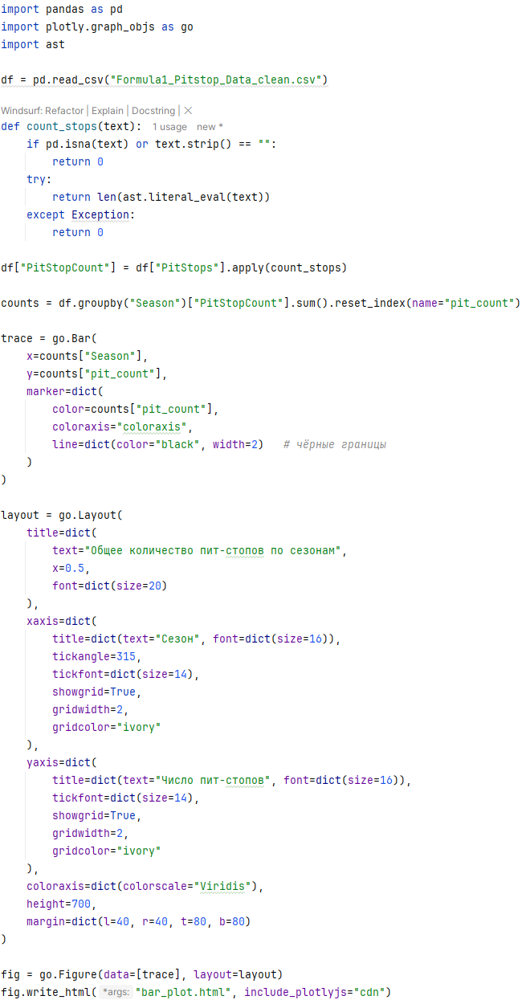 import pandas as pd
import plotly.graph_objs as go
import ast

df = pd.read_csv("Formula1_Pitstop_Data_clean.csv")

Windsurf: Refactor | Explain | Docstring | ×
def count_stops(text): 1 usage new *
    if pd.isna(text) or text.strip() == "":
        return 0
    try:
        return len(ast.literal_eval(text))
    except Exception:
        return 0

df["PitStopCount"] = df["PitStops"].apply(count_stops)

counts = df.groupby("Season")["PitStopCount"].sum().reset_index(name="pit_count")

trace = go.Bar(
    x=counts["Season"],
    y=counts["pit_count"],
    marker=dict(
        color=counts["pit_count"],
        coloraxis="coloraxis",
        line=dict(color="black", width=2)   # чёрные границы
    )
)

layout = go.Layout(
    title=dict(
        text="Общее количество пит-стопов по сезонам",
        x=0.5,
        font=dict(size=20)
    ),
    xaxis=dict(
        title=dict(text="Сезон", font=dict(size=16)),
        tickangle=315,
        tickfont=dict(size=14),
        showgrid=True,
        gridwidth=2,
        gridcolor="ivory"
    ),
    yaxis=dict(
        title=dict(text="Число пит-стопов", font=dict(size=16)),
        tickfont=dict(size=14),
        showgrid=True,
        gridwidth=2,
        gridcolor="ivory"
    ),
    coloraxis=dict(colorscale="Viridis"),
    height=700,
    margin=dict(l=40, r=40, t=80, b=80)
)

fig = go.Figure(data=[trace], layout=layout)
fig.write_html( *args: "bar_plot.html", include_plotlyjs="cdn")